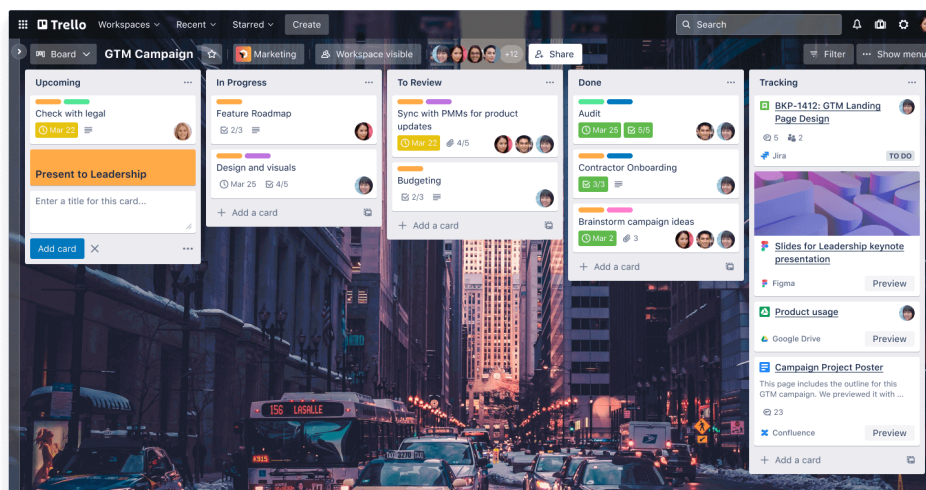 Trello
Workspaces
Recent
Starred
Create
Search
Board
GTM Campaign
Marketing
Workspace visible
+12
Share
Filter
Show menu
Upcoming
Check with legal
Mar 22
Present to Leadership
Enter a title for this card...
Add card
In Progress
Feature Roadmap
2/3
Design and visuals
Mar 25 4/5
+ Add a card
To Review
Sync with PMMs for product
updates
Mar 22 4/5
Budgeting
2/3
+ Add a card
Done
Audit
Mar 25 5/5
Contractor Onboarding
3/3
Brainstorm campaign ideas
Mar 2 3
+ Add a card
Tracking
BKP-1412: GTM Landing
Page Design
5 2
Jira TO DO
Slides for Leadership keynote
presentation
Figma Preview
Product usage
Google Drive Preview
Campaign Project Poster
This page includes the outline for this
GTM campaign. We previewed it with ...
23
Confluence Preview
+ Add a card
156 LASALLE
K915